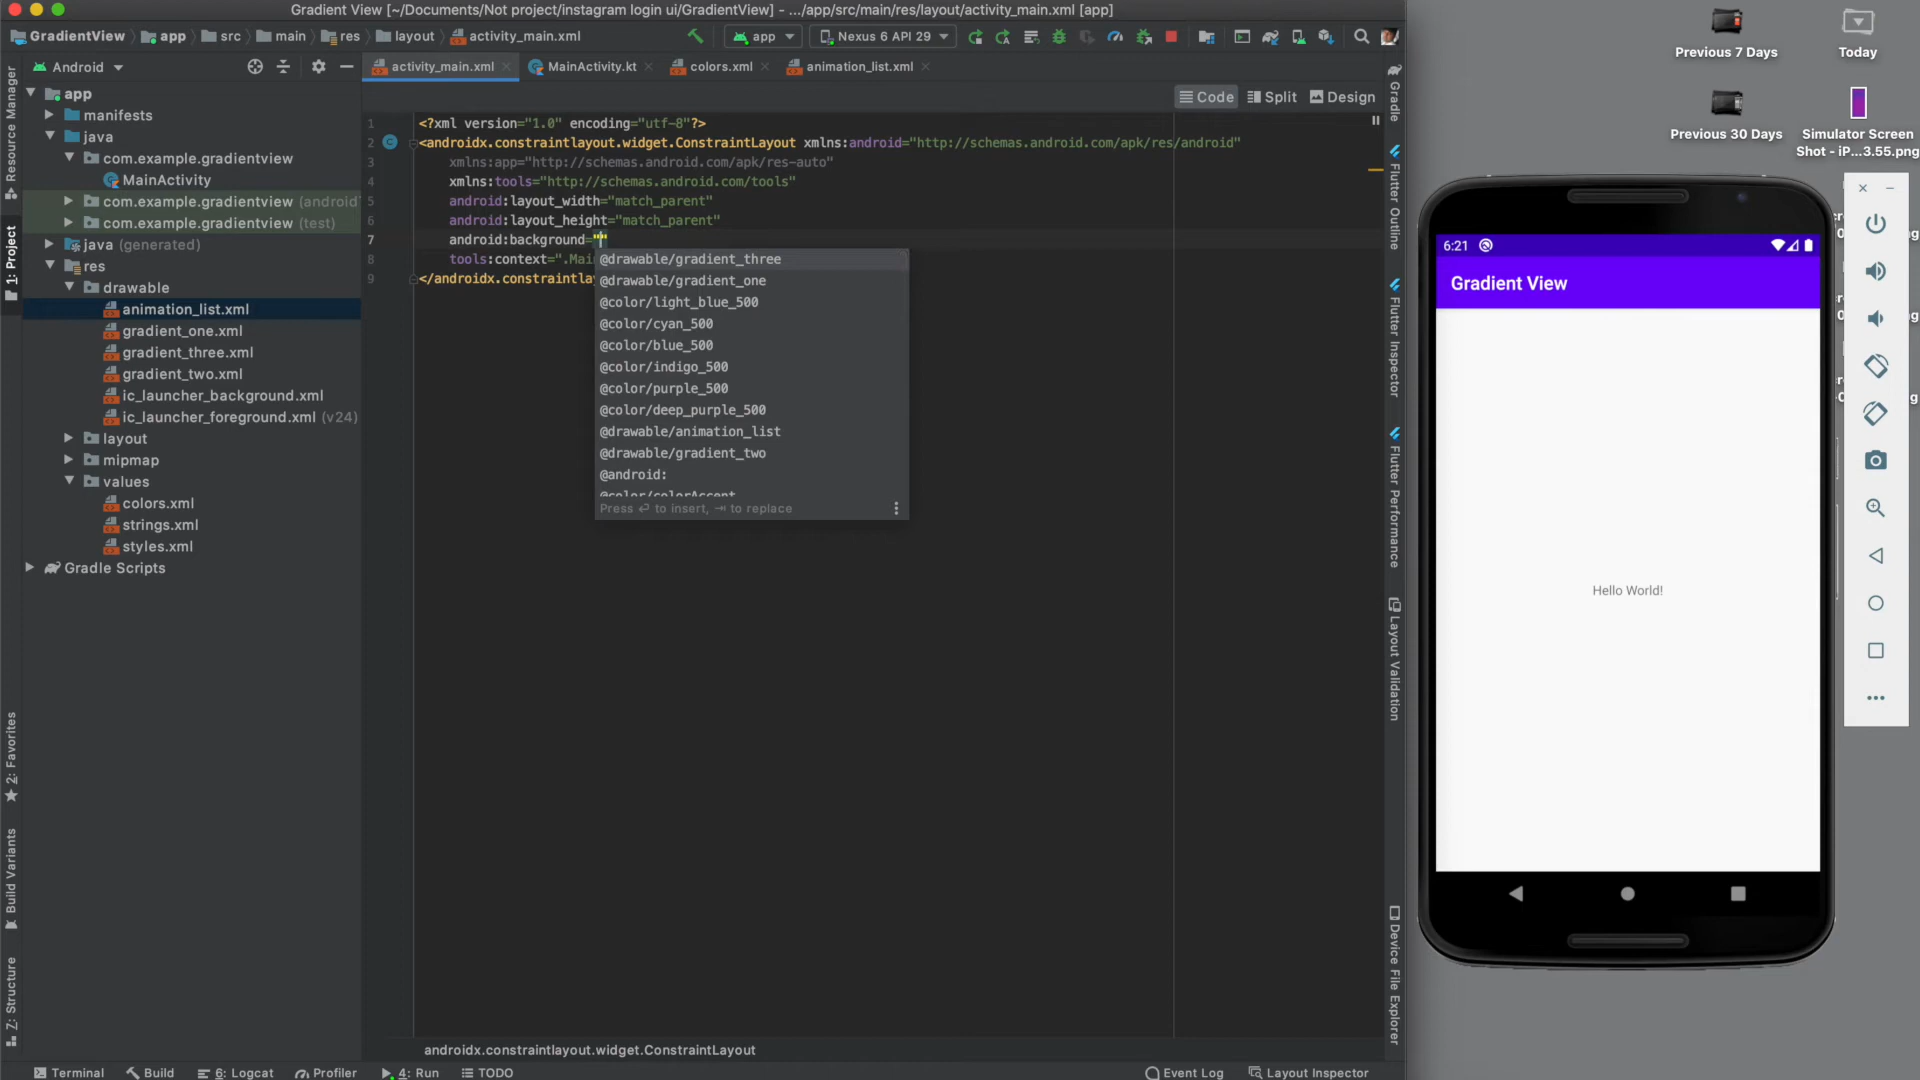 Gradient View [~/Documents/Not project/instagram login ui/GradientView] - .../app/src/main/res/layout/activity_main.xml [app]
GradientView app src main res layout activity_main.xml
app Nexus 6 API 29
Android
activity_main.xml MainActivity.kt colors.xml animation_list.xml
Code Split Design
app
manifests
java
com.example.gradientview
MainActivity
com.example.gradientview (android
com.example.gradientview (test)
java (generated)
res
drawable
animation_list.xml
gradient_one.xml
gradient_three.xml
gradient_two.xml
ic_launcher_background.xml
ic_launcher_foreground.xml (v24)
layout
mipmap
values
colors.xml
strings.xml
styles.xml
Gradle Scripts
1 <?xml version="1.0" encoding="utf-8"?>
2 <androidx.constraintlayout.widget.ConstraintLayout xmlns:android="http://schemas.android.com/apk/res/android"
3 xmlns:app="http://schemas.android.com/apk/res-auto"
4 xmlns:tools="http://schemas.android.com/tools"
5 android:layout_width="match_parent"
6 android:layout_height="match_parent"
7 android:background=""
8 tools:context=".Mai
9 </androidx.constraintla
@drawable/gradient_three
@drawable/gradient_one
@color/light_blue_500
@color/cyan_500
@color/blue_500
@color/indigo_500
@color/purple_500
@color/deep_purple_500
@drawable/animation_list
@drawable/gradient_two
@android:
@color/colorAccent
Press ⏎ to insert, ⇥ to replace
androidx.constraintlayout.widget.ConstraintLayout
Resource Manager
1: Project
2: Favorites
Build Variants
Z: Structure
Gradle
Flutter Outline
Flutter Inspector
Flutter Performance
Layout Validation
Device File Explorer
Terminal Build 6: Logcat Profiler 4: Run TODO Event Log Layout Inspector
Previous 7 Days
Today
Previous 30 Days
Simulator Screen
Shot - iP...3.55.png
6:21
Gradient View
Hello World!